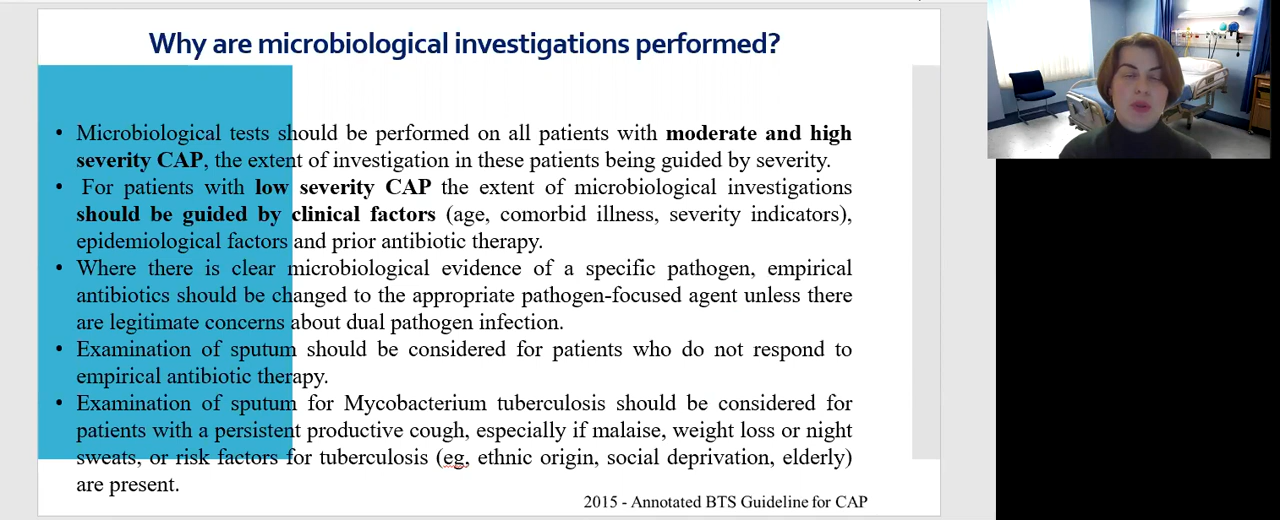 Why are microbiological investigations performed?
• Microbiological tests should be performed on all patients with moderate and high
severity CAP, the extent of investigation in these patients being guided by severity.
• For patients with low severity CAP the extent of microbiological investigations
should be guided by clinical factors (age, comorbid illness, severity indicators),
epidemiological factors and prior antibiotic therapy.
• Where there is clear microbiological evidence of a specific pathogen, empirical
antibiotics should be changed to the appropriate pathogen-focused agent unless there
are legitimate concerns about dual pathogen infection.
• Examination of sputum should be considered for patients who do not respond to
empirical antibiotic therapy.
• Examination of sputum for Mycobacterium tuberculosis should be considered for
patients with a persistent productive cough, especially if malaise, weight loss or night
sweats, or risk factors for tuberculosis (eg, ethnic origin, social deprivation, elderly)
are present.
2015 - Annotated BTS Guideline for CAP